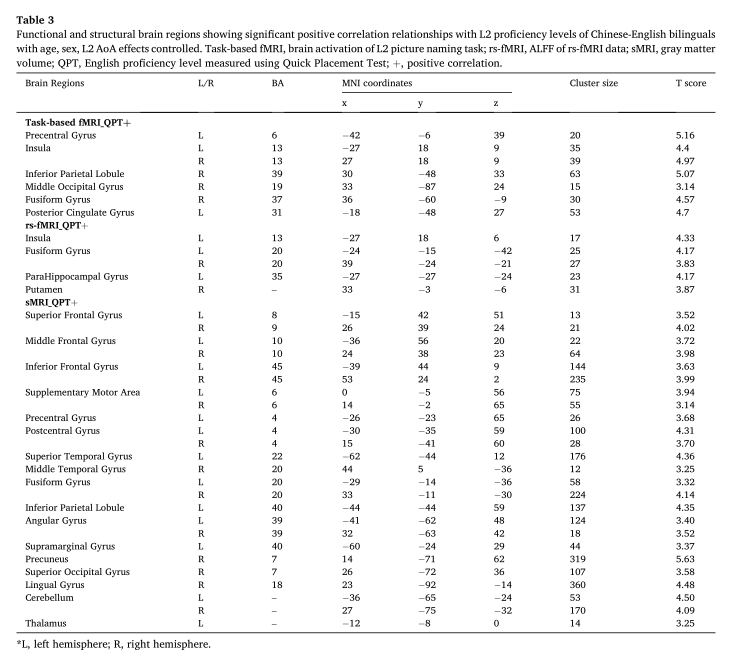 Table 3
Functional and structural brain regions showing significant positive correlation relationships with L2 proficiency levels of Chinese-English bilinguals
with age, sex, L2 AoA effects controlled. Task-based fMRI, brain activation of L2 picture naming task; rs-fMRI, ALFF of rs-fMRI data; sMRI, gray matter
volume; QPT, English proficiency level measured using Quick Placement Test; +, positive correlation.
Brain Regions L/R BA MNI coordinates Cluster size T score
x y z
Task-based fMRI_QPT+
Precentral Gyrus L 6 −42 −6 39 20 5.16
Insula L 13 −27 18 9 35 4.4
R 13 27 18 9 39 4.97
Inferior Parietal Lobule R 39 30 −48 33 63 5.07
Middle Occipital Gyrus R 19 33 −87 24 15 3.14
Fusiform Gyrus R 37 36 −60 −9 30 4.57
Posterior Cingulate Gyrus L 31 −18 −48 27 53 4.7
rs-fMRI_QPT+
Insula L 13 −27 18 6 17 4.33
Fusiform Gyrus L 20 −24 −15 −42 25 4.17
R 20 39 −24 −21 27 3.83
ParaHippocampal Gyrus L 35 −27 −27 −24 23 4.17
Putamen R – 33 −3 −6 31 3.87
sMRI_QPT+
Superior Frontal Gyrus L 8 −15 42 51 13 3.52
R 9 26 39 24 21 4.02
Middle Frontal Gyrus L 10 −36 56 20 22 3.72
R 10 24 38 23 64 3.98
Inferior Frontal Gyrus L 45 −39 44 9 144 3.63
R 45 53 24 2 235 3.99
Supplementary Motor Area L 6 0 −5 56 75 3.94
R 6 14 −2 65 55 3.14
Precentral Gyrus L 4 −26 −23 65 26 3.68
Postcentral Gyrus L 4 −30 −35 59 100 4.31
R 4 15 −41 60 28 3.70
Superior Temporal Gyrus L 22 −62 −44 12 176 4.36
Middle Temporal Gyrus R 20 44 5 −36 12 3.25
Fusiform Gyrus L 20 −29 −14 −36 58 3.32
R 20 33 −11 −30 224 4.14
Inferior Parietal Lobule L 40 −44 −44 59 137 4.35
Angular Gyrus L 39 −41 −62 48 124 3.40
R 39 32 −63 42 18 3.52
Supramarginal Gyrus L 40 −60 −24 29 44 3.37
Precuneus R 7 14 −71 62 319 5.63
Superior Occipital Gyrus R 7 26 −72 36 107 3.58
Lingual Gyrus R 18 23 −92 −14 360 4.48
Cerebellum L – −36 −65 −24 53 4.50
R – 27 −75 −32 170 4.09
Thalamus L – −12 −8 0 14 3.25
*L, left hemisphere; R, right hemisphere.